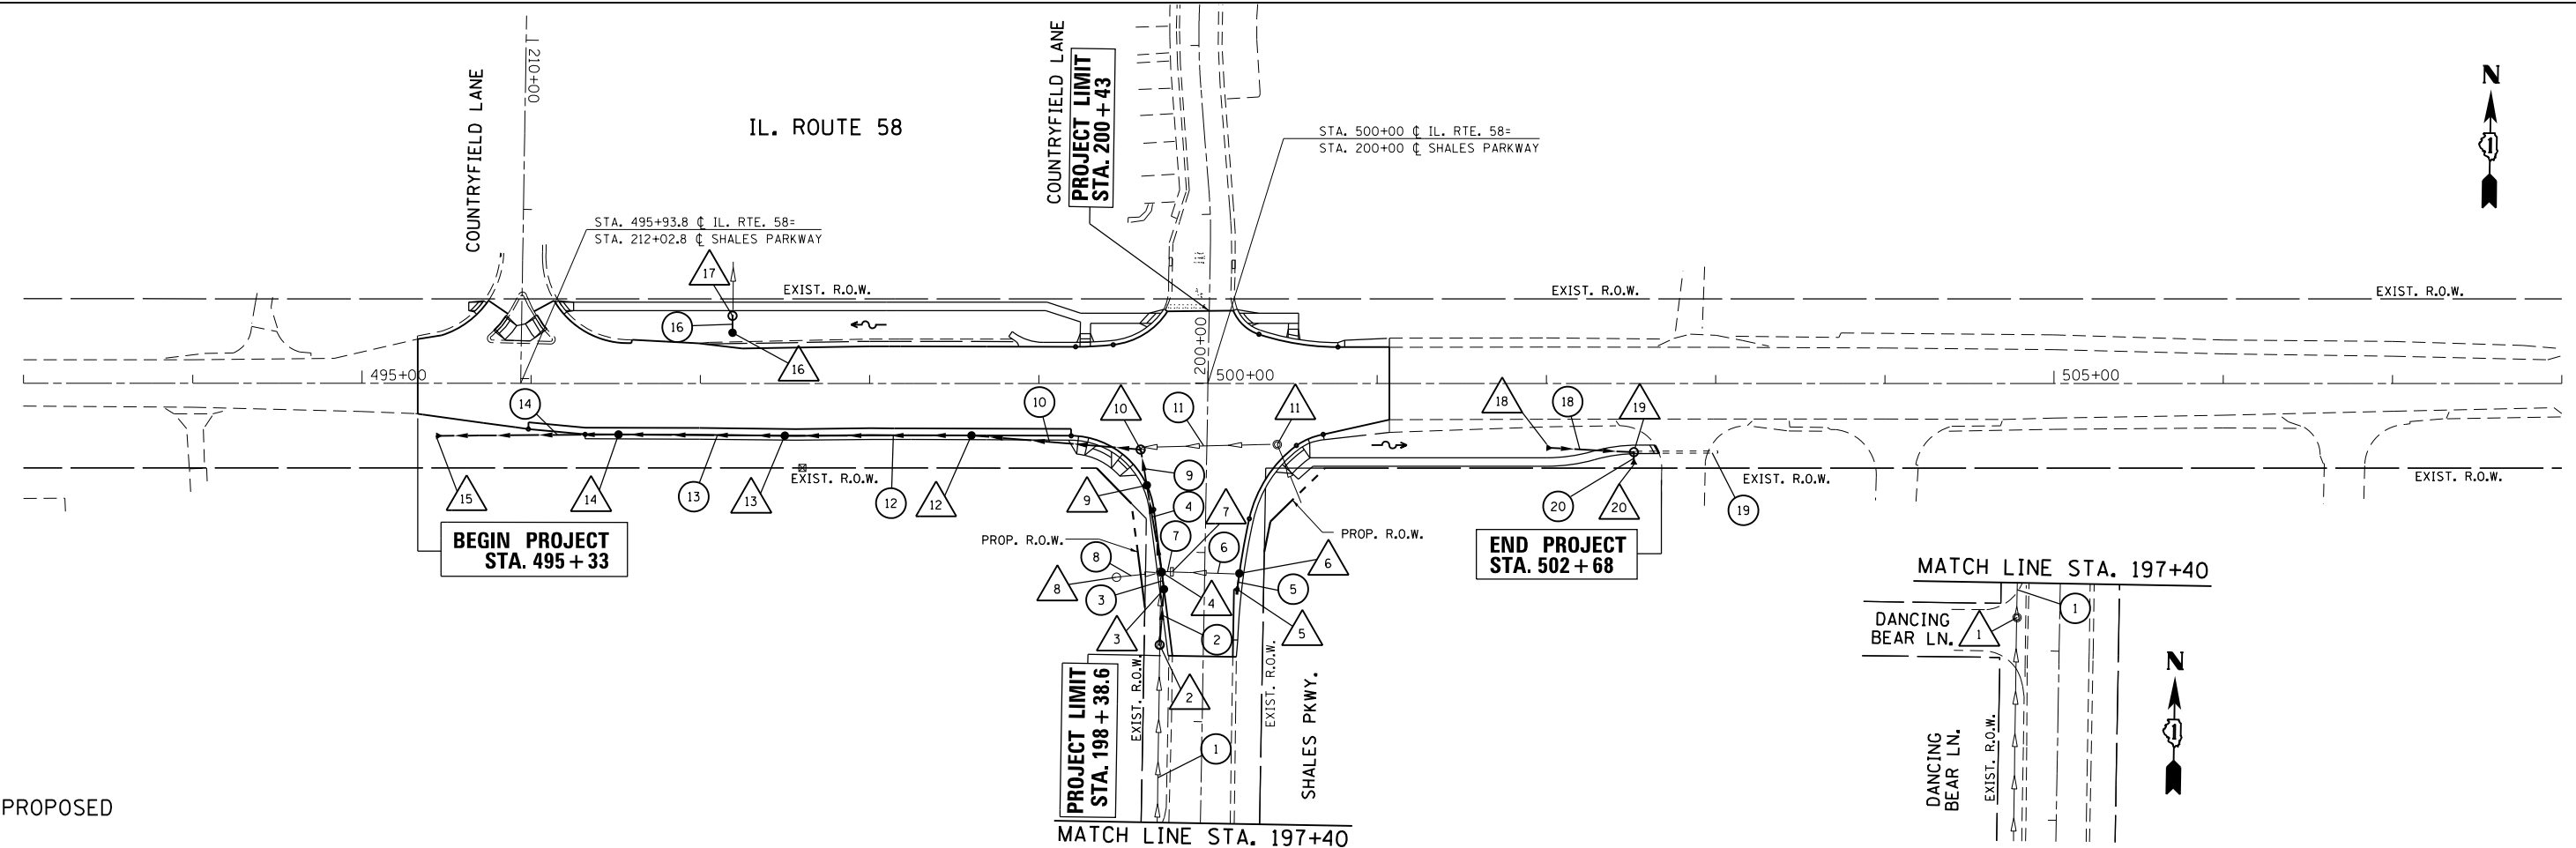 COUNTRYFIELD LANE
210+00
IL. ROUTE 58
COUNTRYFIELD LANE
PROJECT LIMIT
STA. 200+43
STA. 500+00 ℄ IL. RTE. 58=
STA. 200+00 ℄ SHALES PARKWAY
N
1
STA. 495+93.8 ℄ IL. RTE. 58=
STA. 212+02.8 ℄ SHALES PARKWAY
17
EXIST. R.O.W.
EXIST. R.O.W.
EXIST. R.O.W.
16
16
200+00
495+00
500+00
505+00
14
10
10
11
11
18
18
19
15
14
13
13
EXIST. R.O.W.
12
12
9
9
4
7
20
20
19
EXIST. R.O.W.
EXIST. R.O.W.
BEGIN PROJECT
STA. 495+33
PROP. R.O.W.
7
6
PROP. R.O.W.
END PROJECT
STA. 502+68
8
8
3
4
5
6
3
2
5
2
1
PROJECT LIMIT
STA. 198+38.6
EXIST. R.O.W.
EXIST. R.O.W.
SHALES PKWY.
MATCH LINE STA. 197+40
MATCH LINE STA. 197+40
DANCING
BEAR LN.
1
1
DANCING
BEAR LN.
EXIST. R.O.W.
N
1
PROPOSED